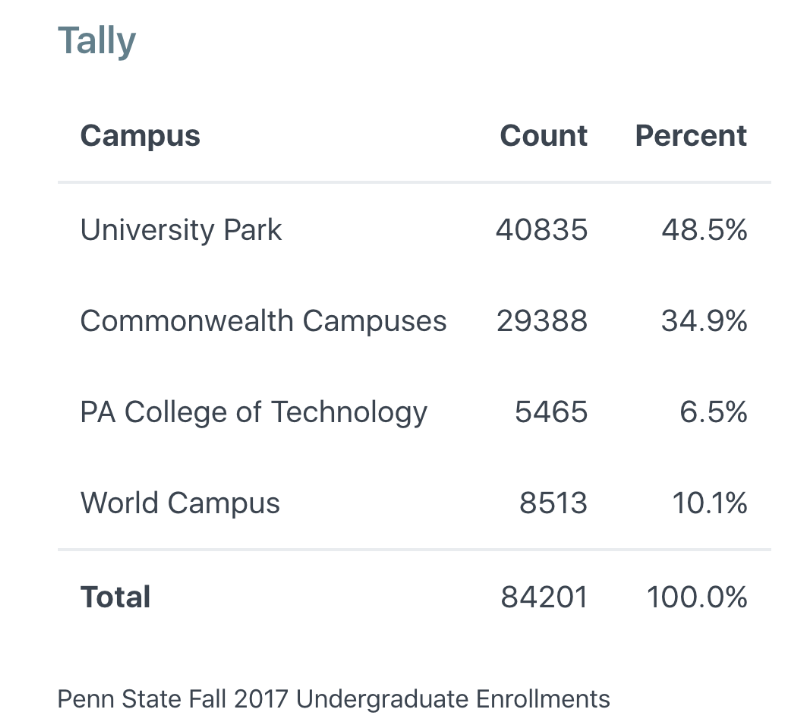 Tally
Campus Count Percent
University Park 40835 48.5%
Commonwealth Campuses 29388 34.9%
PA College of Technology 5465 6.5%
World Campus 8513 10.1%
Total 84201 100.0%
Penn State Fall 2017 Undergraduate Enrollments